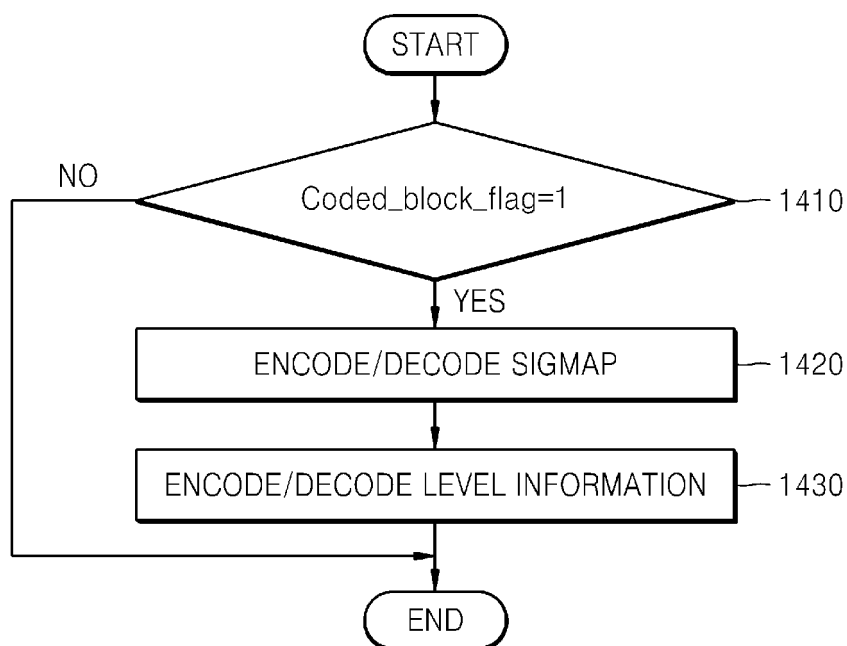 START
NO
Coded_block_flag=1
1410
YES
ENCODE/DECODE SIGMAP
1420
ENCODE/DECODE LEVEL INFORMATION
1430
END